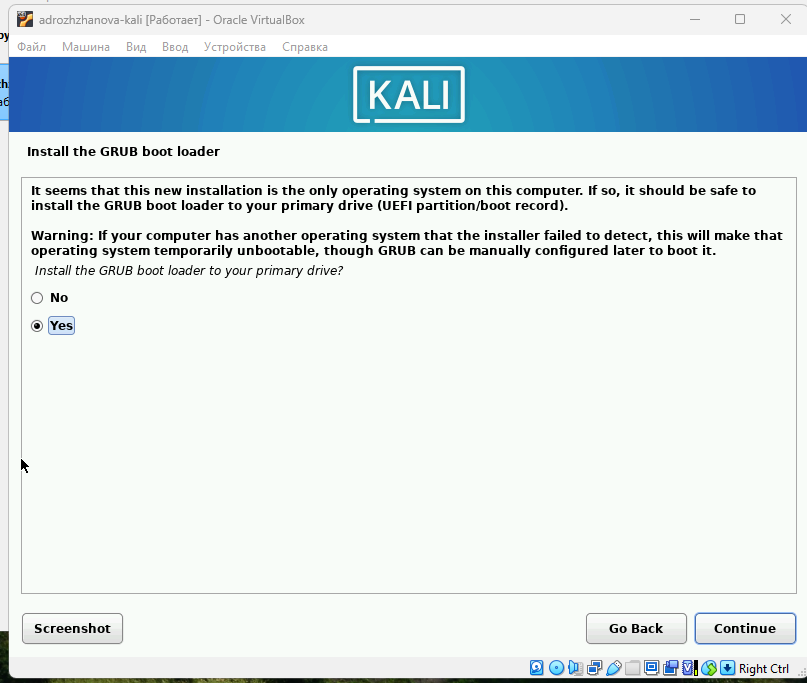 adrozhzhanova-kali [Работает] - Oracle VirtualBox
Файл Машина Вид Ввод Устройства Справка
KALI
Install the GRUB boot loader
It seems that this new installation is the only operating system on this computer. If so, it should be safe to
install the GRUB boot loader to your primary drive (UEFI partition/boot record).
Warning: If your computer has another operating system that the installer failed to detect, this will make that
operating system temporarily unbootable, though GRUB can be manually configured later to boot it.
Install the GRUB boot loader to your primary drive?
No
Yes
Screenshot
Go Back
Continue
Right Ctrl